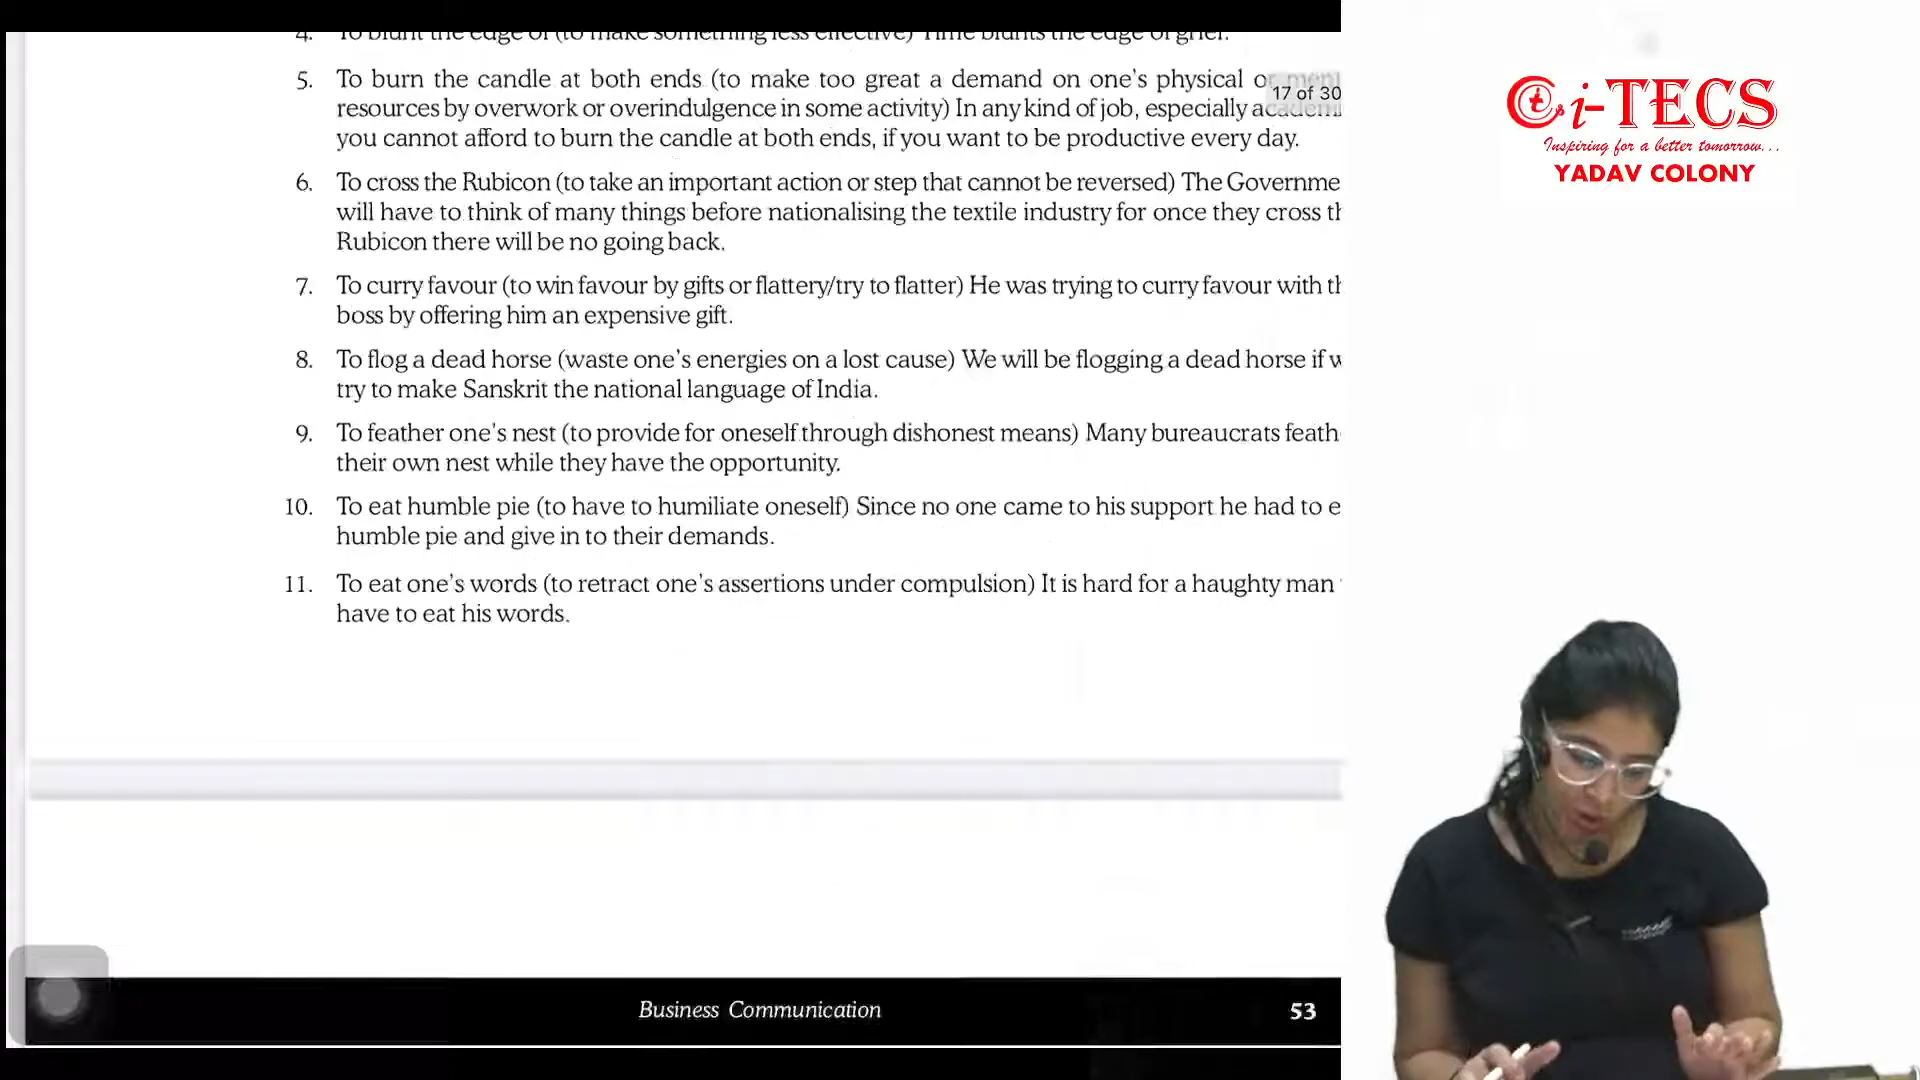 4. To blunt the edge of (to make something less effective) Time blunts the edge of grief.
5. To burn the candle at both ends (to make too great a demand on one's physical or
17 of 30
resources by overwork or overindulgence in some activity) In any kind of job, especially
you cannot afford to burn the candle at both ends, if you want to be productive every day.
6. To cross the Rubicon (to take an important action or step that cannot be reversed) The Governme
will have to think of many things before nationalising the textile industry for once they cross th
Rubicon there will be no going back.
7. To curry favour (to win favour by gifts or flattery/try to flatter) He was trying to curry favour with th
boss by offering him an expensive gift.
8. To flog a dead horse (waste one's energies on a lost cause) We will be flogging a dead horse if w
try to make Sanskrit the national language of India.
9. To feather one's nest (to provide for oneself through dishonest means) Many bureaucrats feath
their own nest while they have the opportunity.
10. To eat humble pie (to have to humiliate oneself) Since no one came to his support he had to e
humble pie and give in to their demands.
11. To eat one's words (to retract one's assertions under compulsion) It is hard for a haughty man
have to eat his words.
Business Communication
53
i-TECS
Inspiring for a better tomorrow...
YADAV COLONY